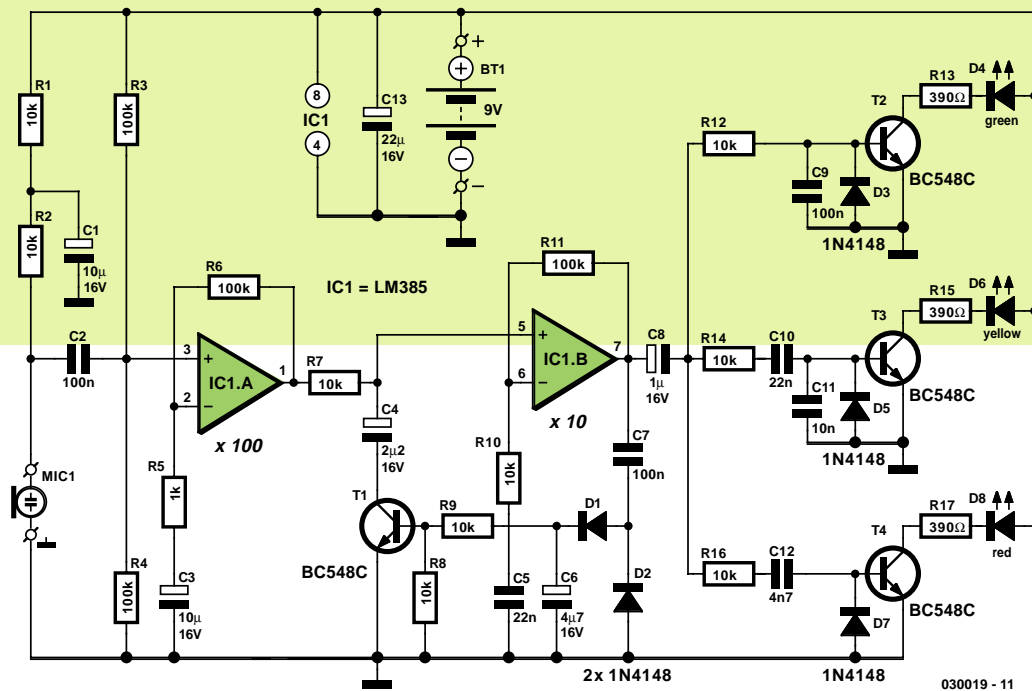 R1
10k
R3
100k
8
IC1
4
C13
22µ
16V
+
+
BT1
9V
−
−
R12
10k
T2
BC548C
R13
390Ω
D4
green
C9
100n
D3
1N4148
R2
10k
C1
10µ
16V
R6
100k
IC1 = LM385
R11
100k
R15
390Ω
D6
yellow
T3
BC548C
C2
100n
3
+
IC1.A
2
−
1
x 100
R7
10k
C4
2µ2
16V
5
+
IC1.B
6
−
7
x 10
C8
1µ
16V
R14
10k
C10
22n
C11
10n
D5
1N4148
MIC1
R5
1k
R10
10k
C7
100n
T1
BC548C
R9
10k
D1
R17
390Ω
D8
red
T4
BC548C
R4
100k
C3
10µ
16V
R8
10k
C5
22n
C6
4µ7
16V
D2
R16
10k
C12
4n7
D7
2x 1N4148
1N4148
030019 - 11